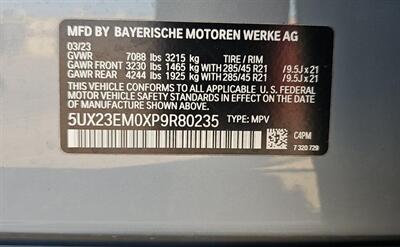 MFD BY BAYERISCHE MOTOREN WERKE AG
03/23
GVWR 7088 lbs 3215 kg TIRE / RIM
GAWR FRONT 3230 lbs 1465 kg WITH 285/45 R21 /9.5J x 21
GAWR REAR 4244 lbs 1925 kg WITH 285/45 R21 /9.5J x 21
THIS VEHICLE CONFORMS TO ALL APPLICABLE U.S. FEDERAL
MOTOR VEHICLE SAFETY STANDARDS IN EFFECT ON
THE DATE OF MANUFACTURE SHOWN ABOVE.
5UX23EM0XP9R80235 TYPE: MPV
C4PM
7 320 729